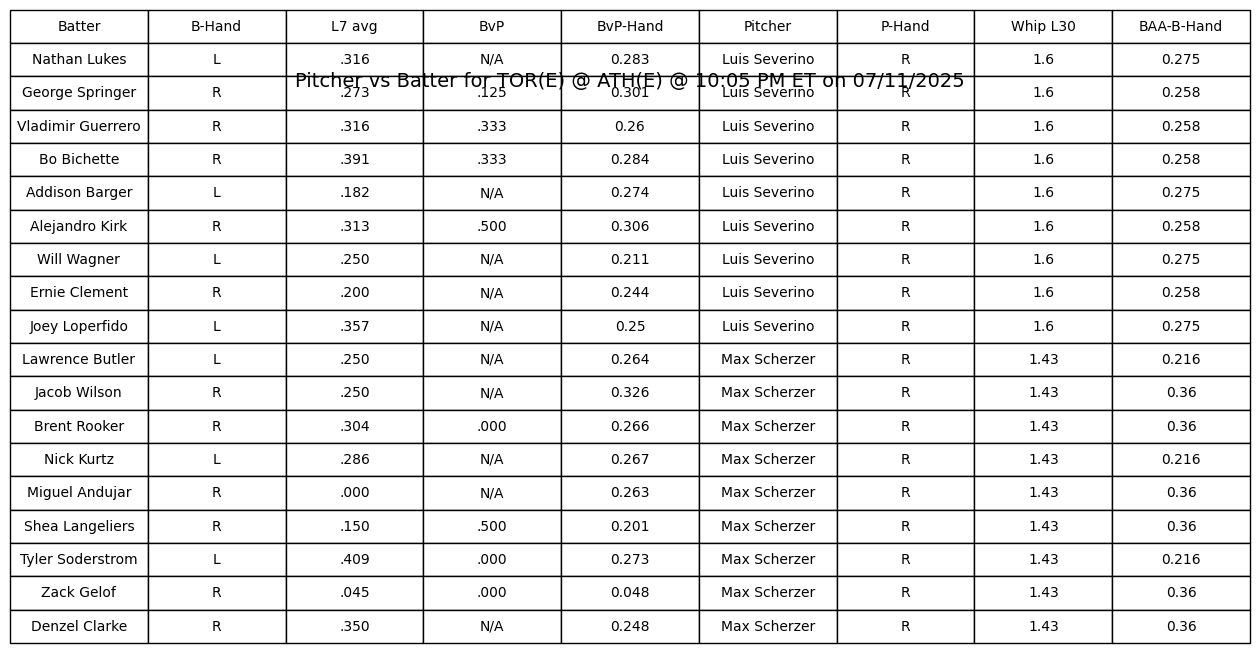 Batter B-Hand L7 avg BvP BvP-Hand Pitcher P-Hand Whip L30 BAA-B-Hand
Nathan Lukes L .316 N/A 0.283 Luis Severino R 1.6 0.275
Pitcher vs Batter for TOR(E) @ ATH(E) @ 10:05 PM ET on 07/11/2025
George Springer R .273 .125 0.301 Luis Severino R 1.6 0.258
Vladimir Guerrero R .316 .333 0.26 Luis Severino R 1.6 0.258
Bo Bichette R .391 .333 0.284 Luis Severino R 1.6 0.258
Addison Barger L .182 N/A 0.274 Luis Severino R 1.6 0.275
Alejandro Kirk R .313 .500 0.306 Luis Severino R 1.6 0.258
Will Wagner L .250 N/A 0.211 Luis Severino R 1.6 0.275
Ernie Clement R .200 N/A 0.244 Luis Severino R 1.6 0.258
Joey Loperfido L .357 N/A 0.25 Luis Severino R 1.6 0.275
Lawrence Butler L .250 N/A 0.264 Max Scherzer R 1.43 0.216
Jacob Wilson R .250 N/A 0.326 Max Scherzer R 1.43 0.36
Brent Rooker R .304 .000 0.266 Max Scherzer R 1.43 0.36
Nick Kurtz L .286 N/A 0.267 Max Scherzer R 1.43 0.216
Miguel Andujar R .000 N/A 0.263 Max Scherzer R 1.43 0.36
Shea Langeliers R .150 .500 0.201 Max Scherzer R 1.43 0.36
Tyler Soderstrom L .409 .000 0.273 Max Scherzer R 1.43 0.216
Zack Gelof R .045 .000 0.048 Max Scherzer R 1.43 0.36
Denzel Clarke R .350 N/A 0.248 Max Scherzer R 1.43 0.36